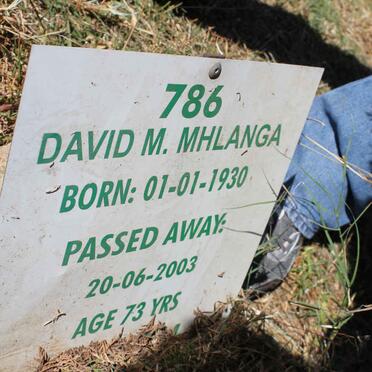 786
DAVID M. MHLANGA
BORN: 01-01-1930
PASSED AWAY:
20-06-2003
AGE 73 YRS